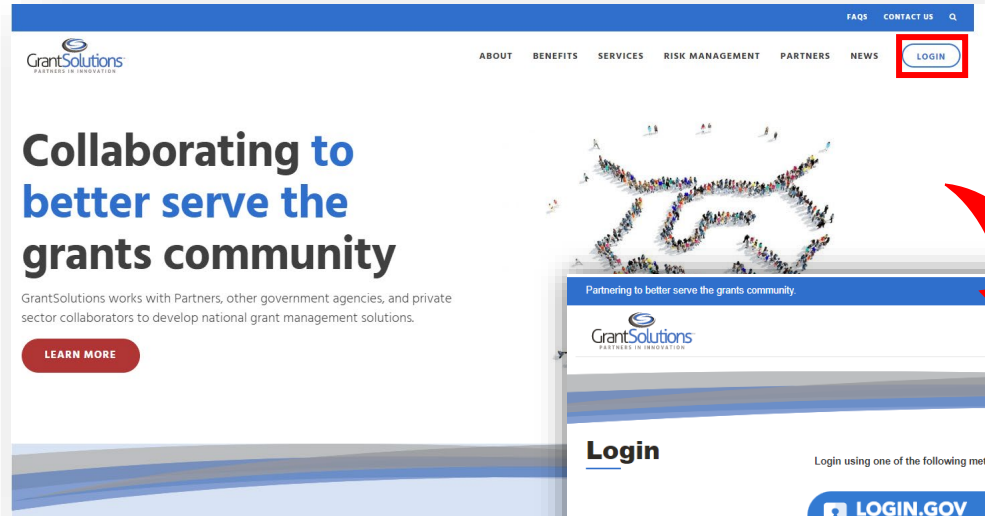 FAQS CONTACT US
GrantSolutions
PARTNERS IN INNOVATION
ABOUT BENEFITS SERVICES RISK MANAGEMENT PARTNERS NEWS LOGIN
Collaborating to
better serve the
grants community
GrantSolutions works with Partners, other government agencies, and private
sector collaborators to develop national grant management solutions.
LEARN MORE
Partnering to better serve the grants community.
GrantSolutions
PARTNERS IN INNOVATION
Login
Login using one of the following met
LOGIN.GOV